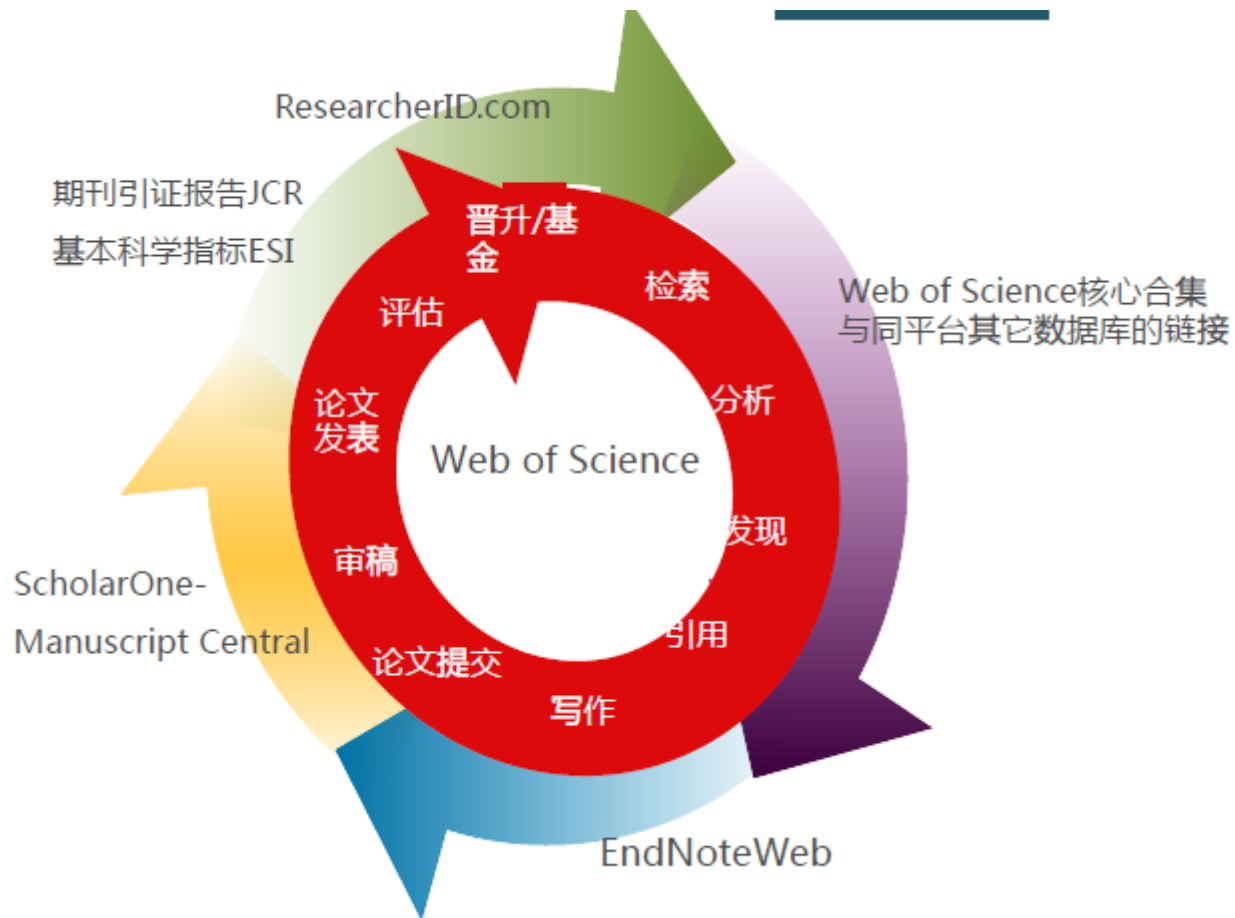 ResearcherID.com
期刊引证报告JCR
基本科学指标ESI
晋升/基
金
检索
评估
Web of Science核心合集
与同平台其它数据库的链接
分析
论文
发表
Web of Science
发现
审稿
ScholarOne-
Manuscript Central
引用
论文提交
写作
EndNoteWeb